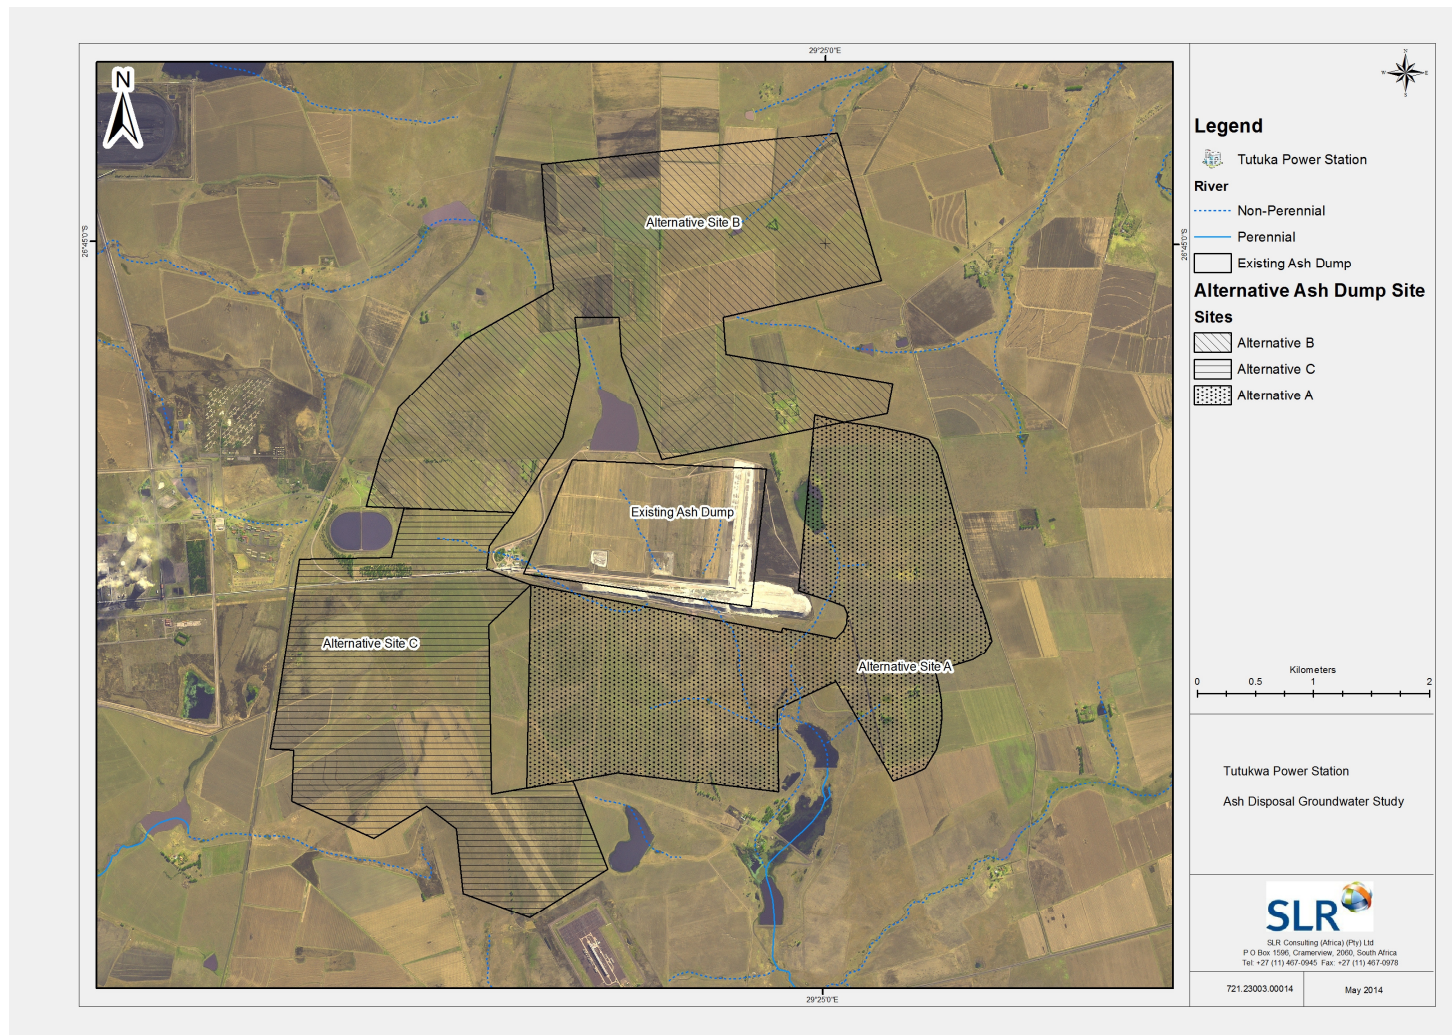 29°25'0"E
N
26°45'0"S
26°45'0"S
Alternative Site B
Existing Ash Dump
Alternative Site C
Alternative Site A
29°25'0"E
N
W
E
S
Legend
Tutuka Power Station
River
Non-Perennial
Perennial
Existing Ash Dump
Alternative Ash Dump Site
Sites
Alternative B
Alternative C
Alternative A
Kilometers
0 0.5 1 2
Tutukwa Power Station
Ash Disposal Groundwater Study
SLR
SLR Consulting (Africa) (Pty) Ltd
P O Box 1596, Cramerview, 2060, South Africa
Tel: +27 (11) 467-0945 Fax: +27 (11) 467-0978
721.23003.00014
May 2014